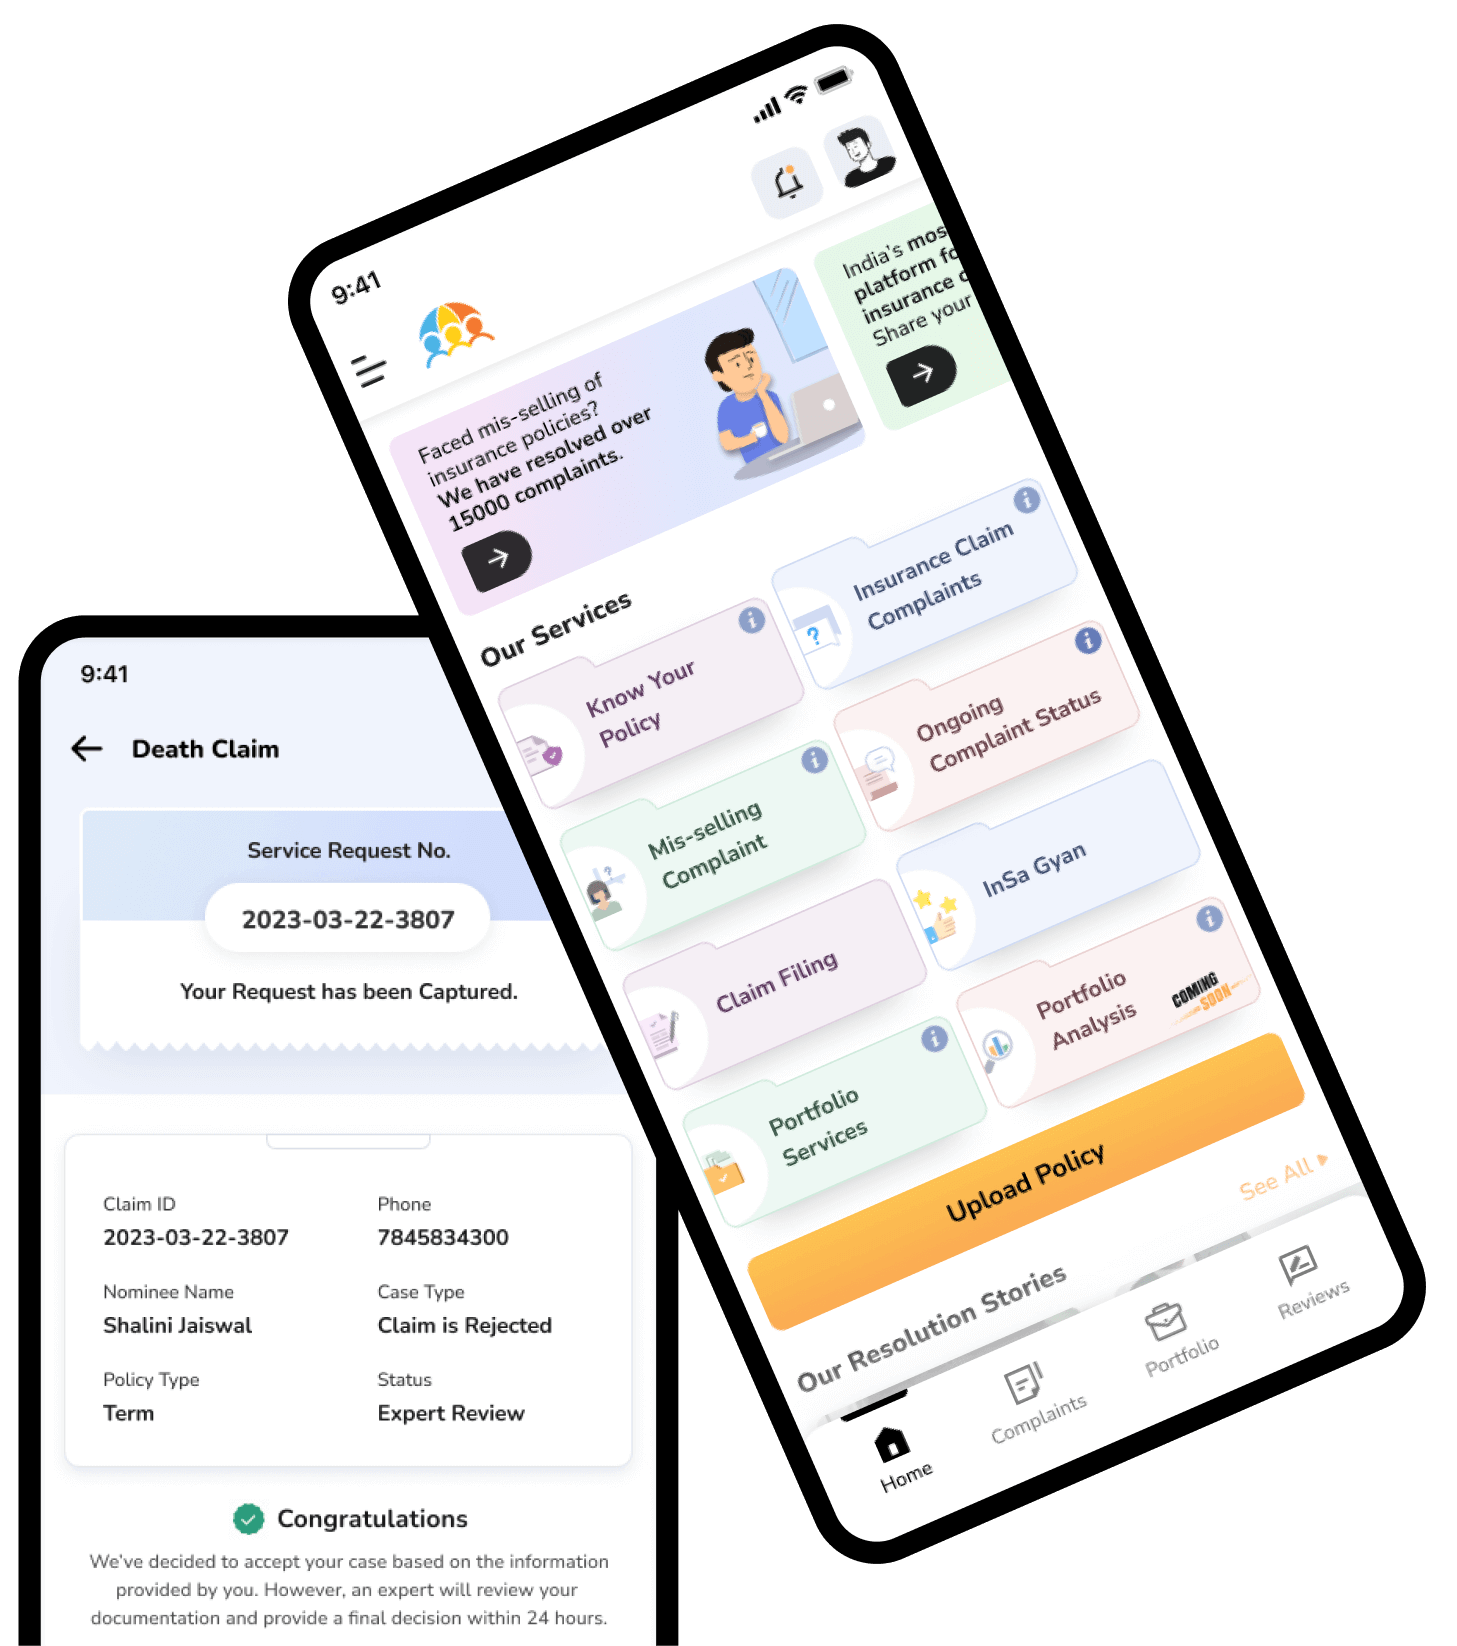 9:41
Faced mis-selling of
insurance policies?
We have resolved over
15000 complaints.
India's mos
platform fo
insurance c
Share your
Our Services
Know Your
Policy
Insurance Claim
Complaints
Mis-selling
Complaint
Ongoing
Complaint Status
Claim Filing
InSa Gyan
Portfolio
Services
Portfolio
Analysis
COMING
SOON
Upload Policy
Our Resolution Stories
See All
Home
Complaints
Portfolio
Reviews
9:41
Death Claim
Service Request No.
2023-03-22-3807
Your Request has been Captured.
Claim ID
2023-03-22-3807
Phone
7845834300
Nominee Name
Shalini Jaiswal
Case Type
Claim is Rejected
Policy Type
Term
Status
Expert Review
Congratulations
We've decided to accept your case based on the information
provided by you. However, an expert will review your
documentation and provide a final decision within 24 hours.